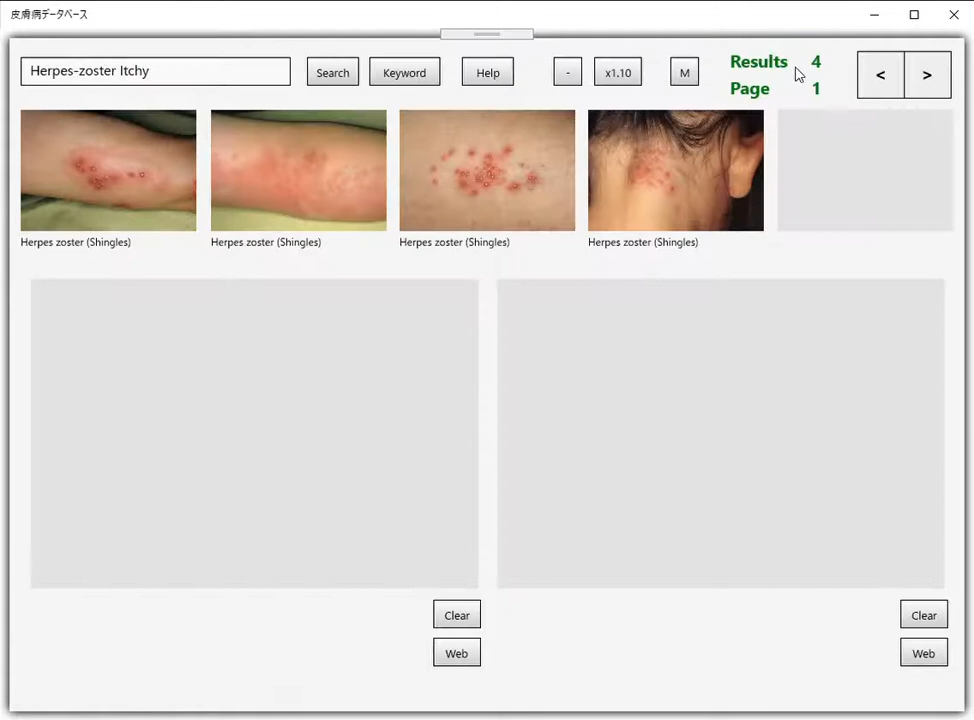 皮膚病データベース
Herpes-zoster Itchy
Search
Keyword
Help
-
x1.10
M
Results 4
Page 1
<
>
Herpes zoster (Shingles)
Herpes zoster (Shingles)
Herpes zoster (Shingles)
Herpes zoster (Shingles)
Clear
Clear
Web
Web